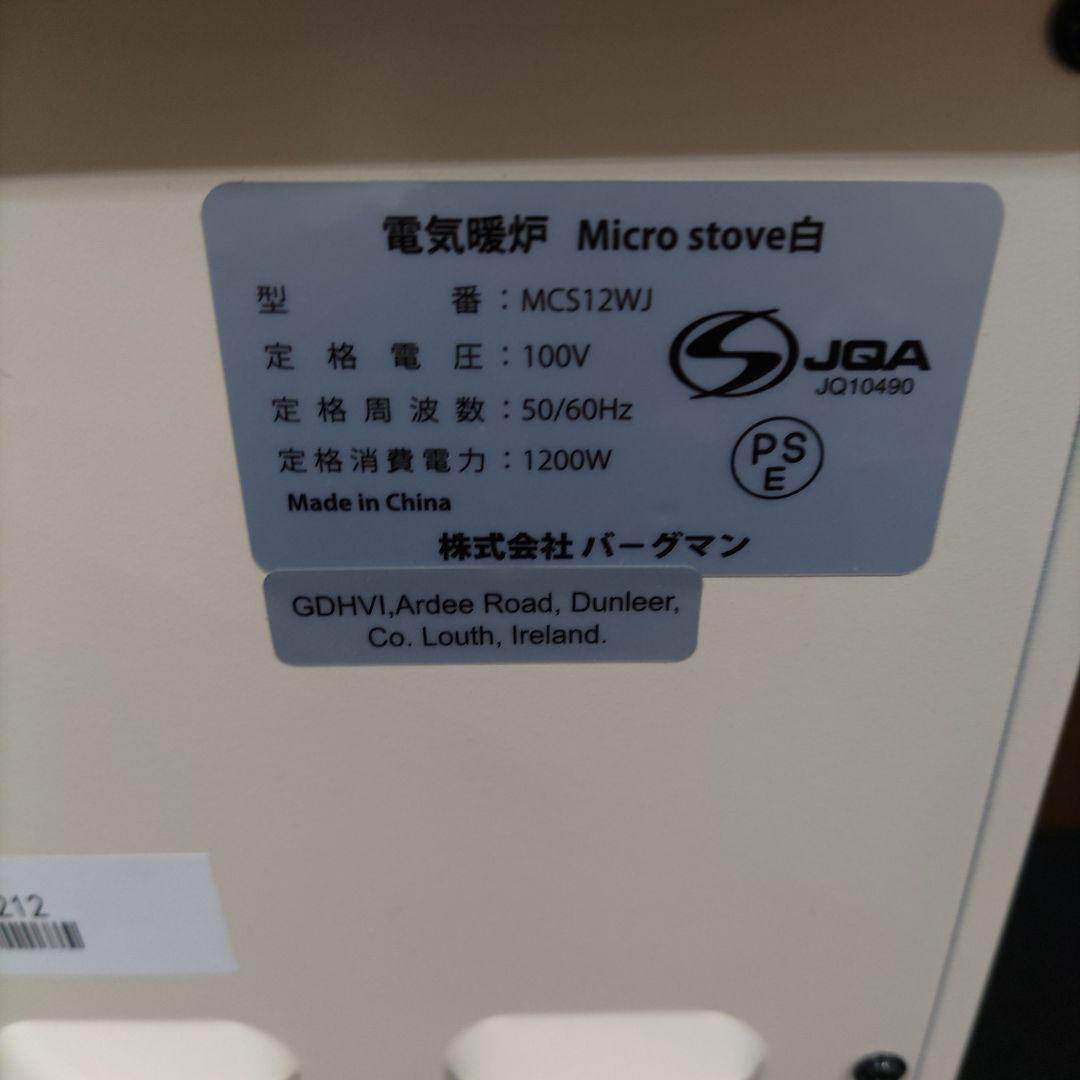 電気暖炉 Micro stove白
型番：MCS12WJ
定格電圧：100V
定格周波数：50/60Hz
定格消費電力：1200W
Made in China
JQA
JQ10490
PS
E
株式会社 バーグマン
GDHVI,Ardee Road, Dunleer,
Co. Louth, Ireland.
212